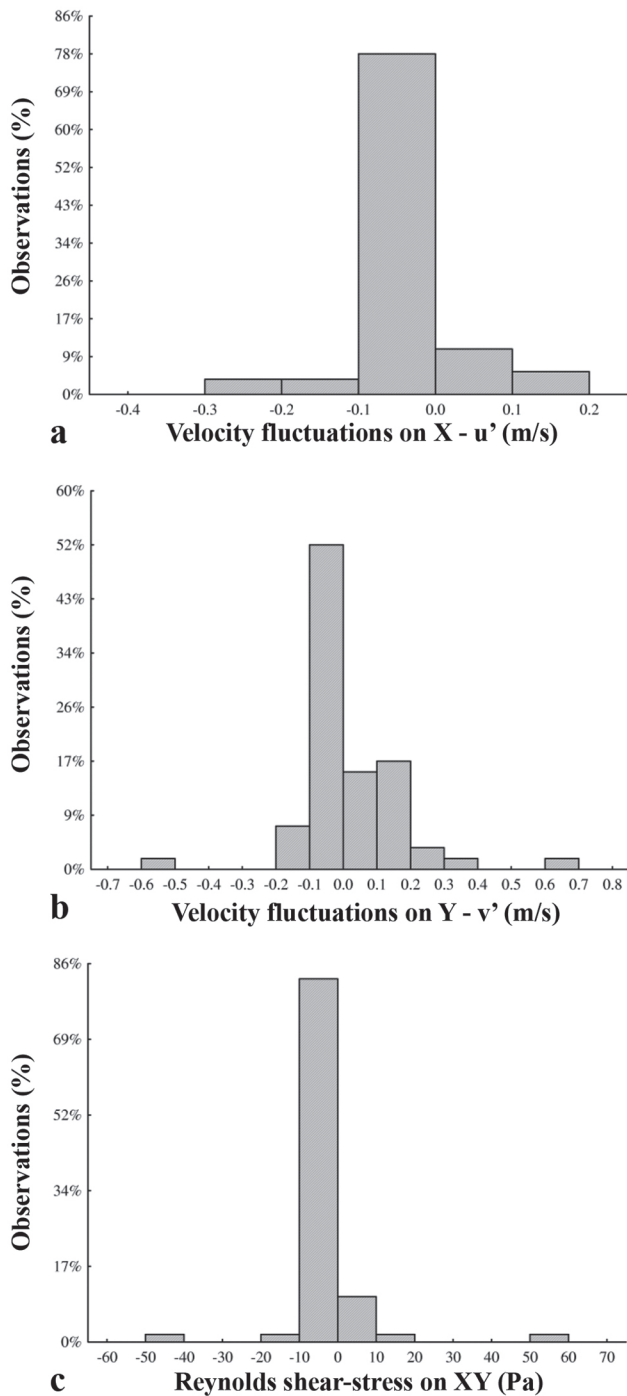 86%
78%
69%
60%
52%
43%
34%
26%
17%
9%
0%
Observations (%)
-0.4 -0.3 -0.2 -0.1 0.0 0.1 0.2
a Velocity fluctuations on X - u’ (m/s)
60%
52%
43%
34%
26%
17%
9%
0%
Observations (%)
-0.7 -0.6 -0.5 -0.4 -0.3 -0.2 -0.1 0.0 0.1 0.2 0.3 0.4 0.5 0.6 0.7 0.8
b Velocity fluctuations on Y - v’ (m/s)
86%
69%
52%
34%
17%
0%
Observations (%)
-60 -50 -40 -30 -20 -10 0 10 20 30 40 50 60 70
c Reynolds shear-stress on XY (Pa)